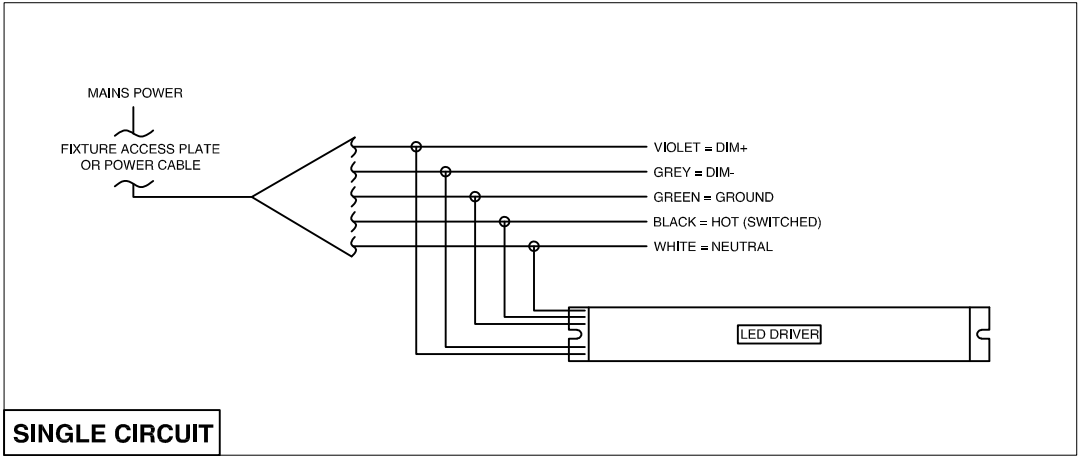 MAINS POWER
FIXTURE ACCESS PLATE
OR POWER CABLE
VIOLET = DIM+
GREY = DIM-
GREEN = GROUND
BLACK = HOT (SWITCHED)
WHITE = NEUTRAL
LED DRIVER
SINGLE CIRCUIT